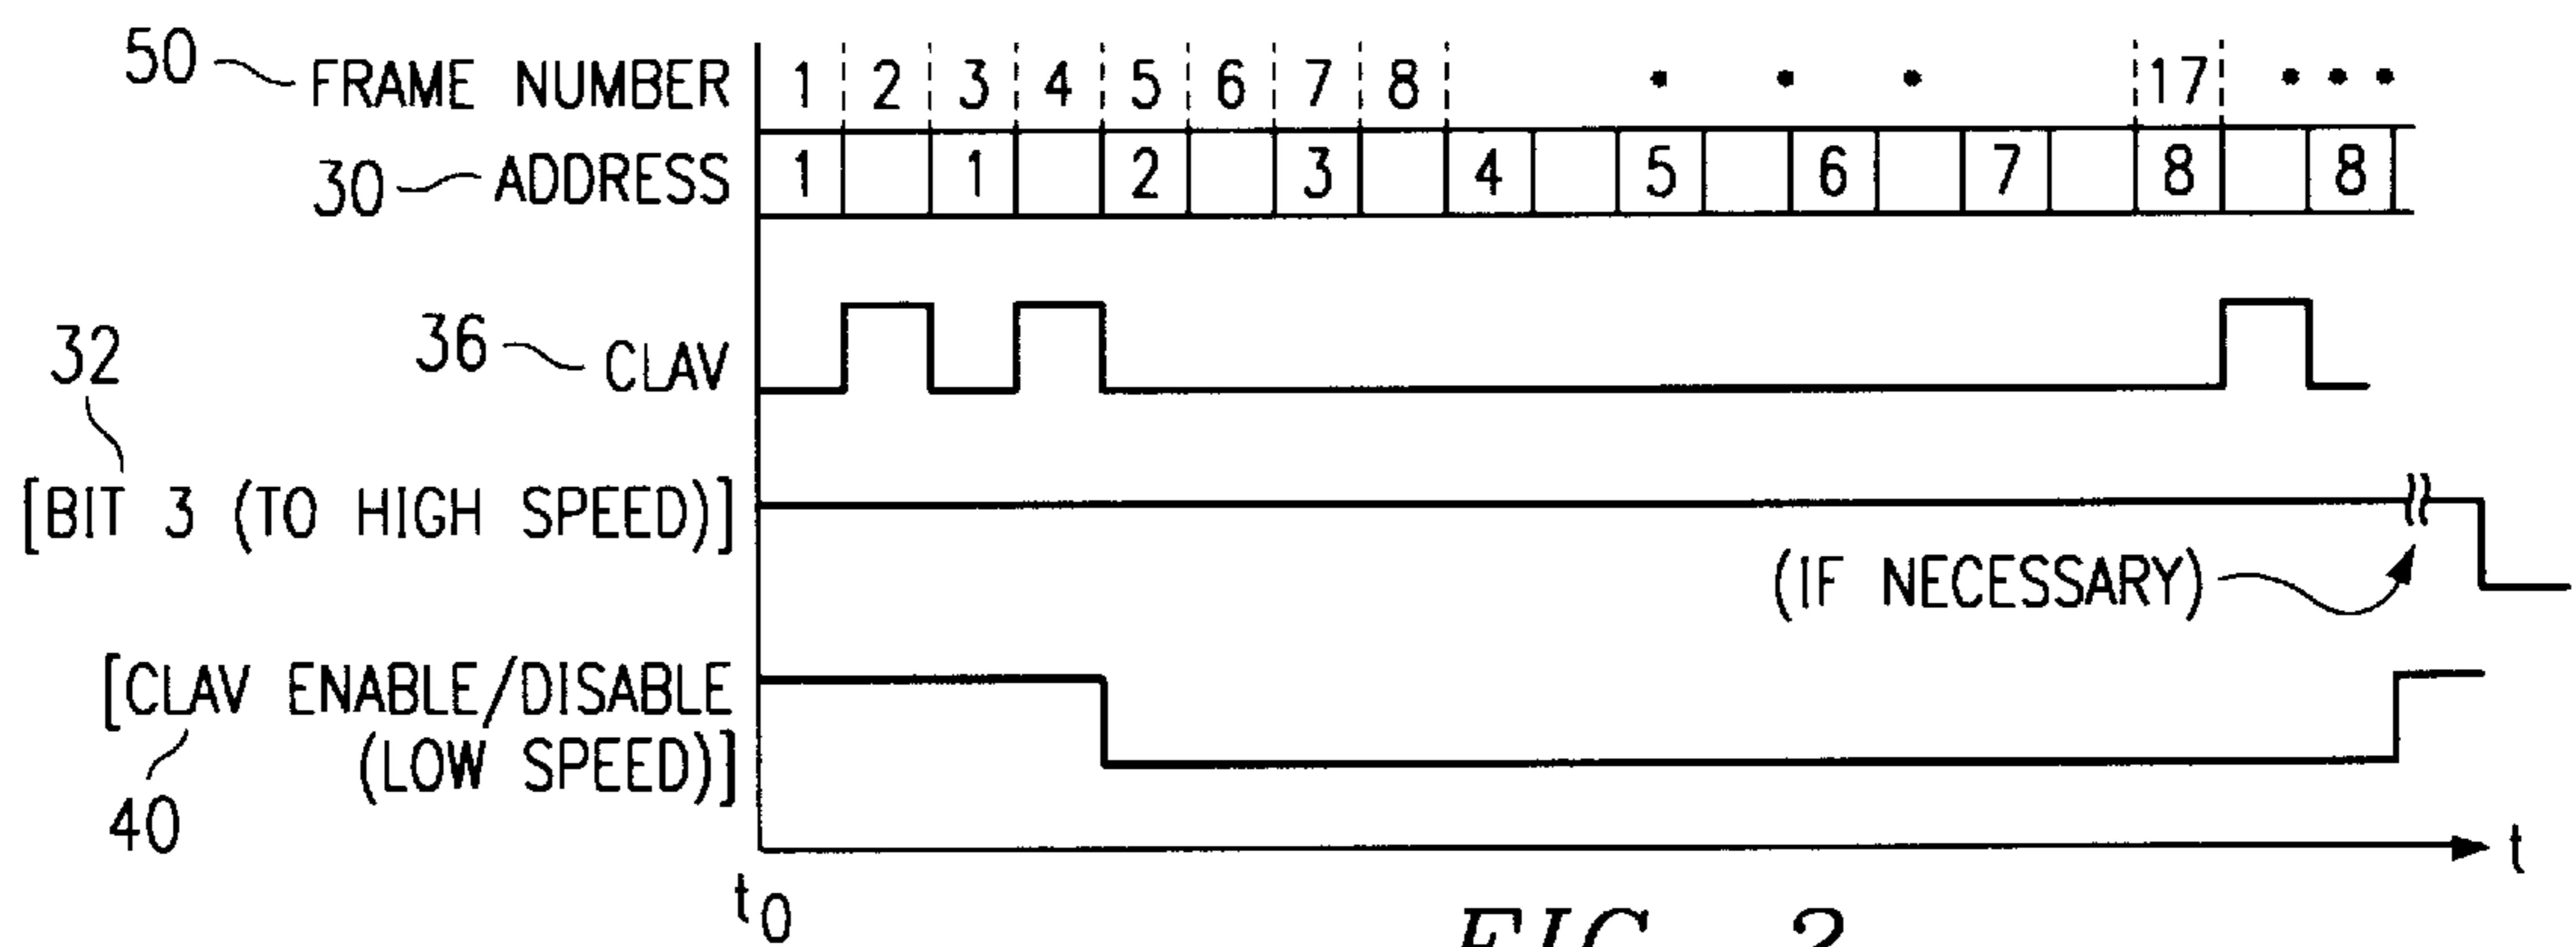 50 FRAME NUMBER 1 2 3 4 5 6 7 8 • • • 17 • • •
30 ADDRESS 1 1 2 3 4 5 6 7 8 8
36 CLAV
32
[BIT 3 (TO HIGH SPEED)]
(IF NECESSARY)
[CLAV ENABLE/DISABLE
(LOW SPEED)]
40
t
t0
FIG. 2